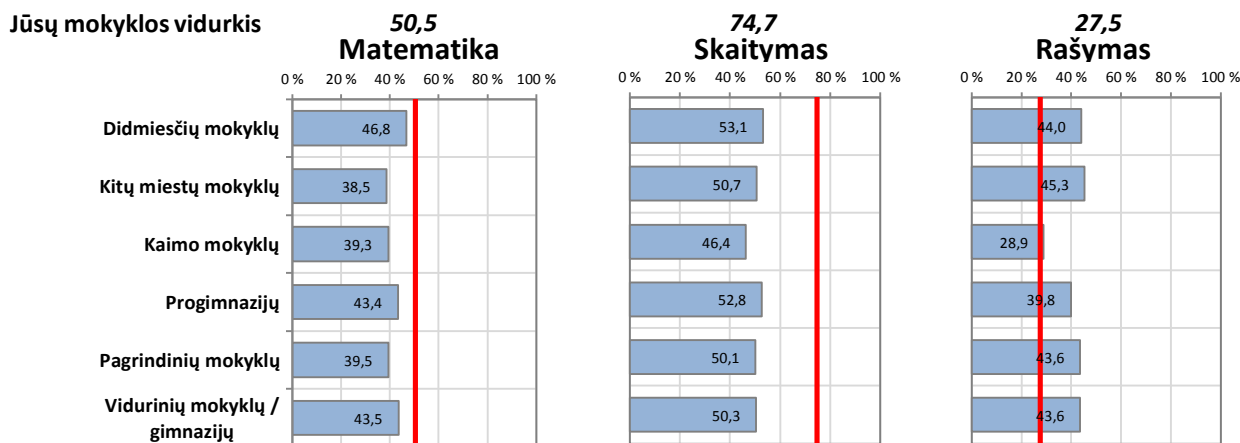 Jūsų mokyklos vidurkis 50,5 74,7 27,5
Matematika Skaitymas Rašymas
0 % 20 % 40 % 60 % 80 % 100 % 0 % 20 % 40 % 60 % 80 % 100 % 0 % 20 % 40 % 60 % 80 % 100 %
Didmiesčių mokyklų 46,8 53,1 44,0
Kitų miestų mokyklų 38,5 50,7 45,3
Kaimo mokyklų 39,3 46,4 28,9
Progimnazijų 43,4 52,8 39,8
Pagrindinių mokyklų 39,5 50,1 43,6
Vidurinių mokyklų /
gimnazijų 43,5 50,3 43,6